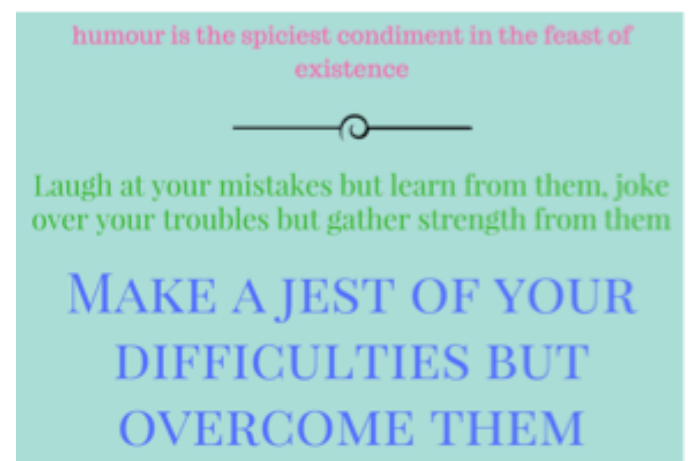 humour is the spiciest condiment in the feast of
existence
Laugh at your mistakes but learn from them, joke
over your troubles but gather strength from them
MAKE A JEST OF YOUR
DIFFICULTIES BUT
OVERCOME THEM